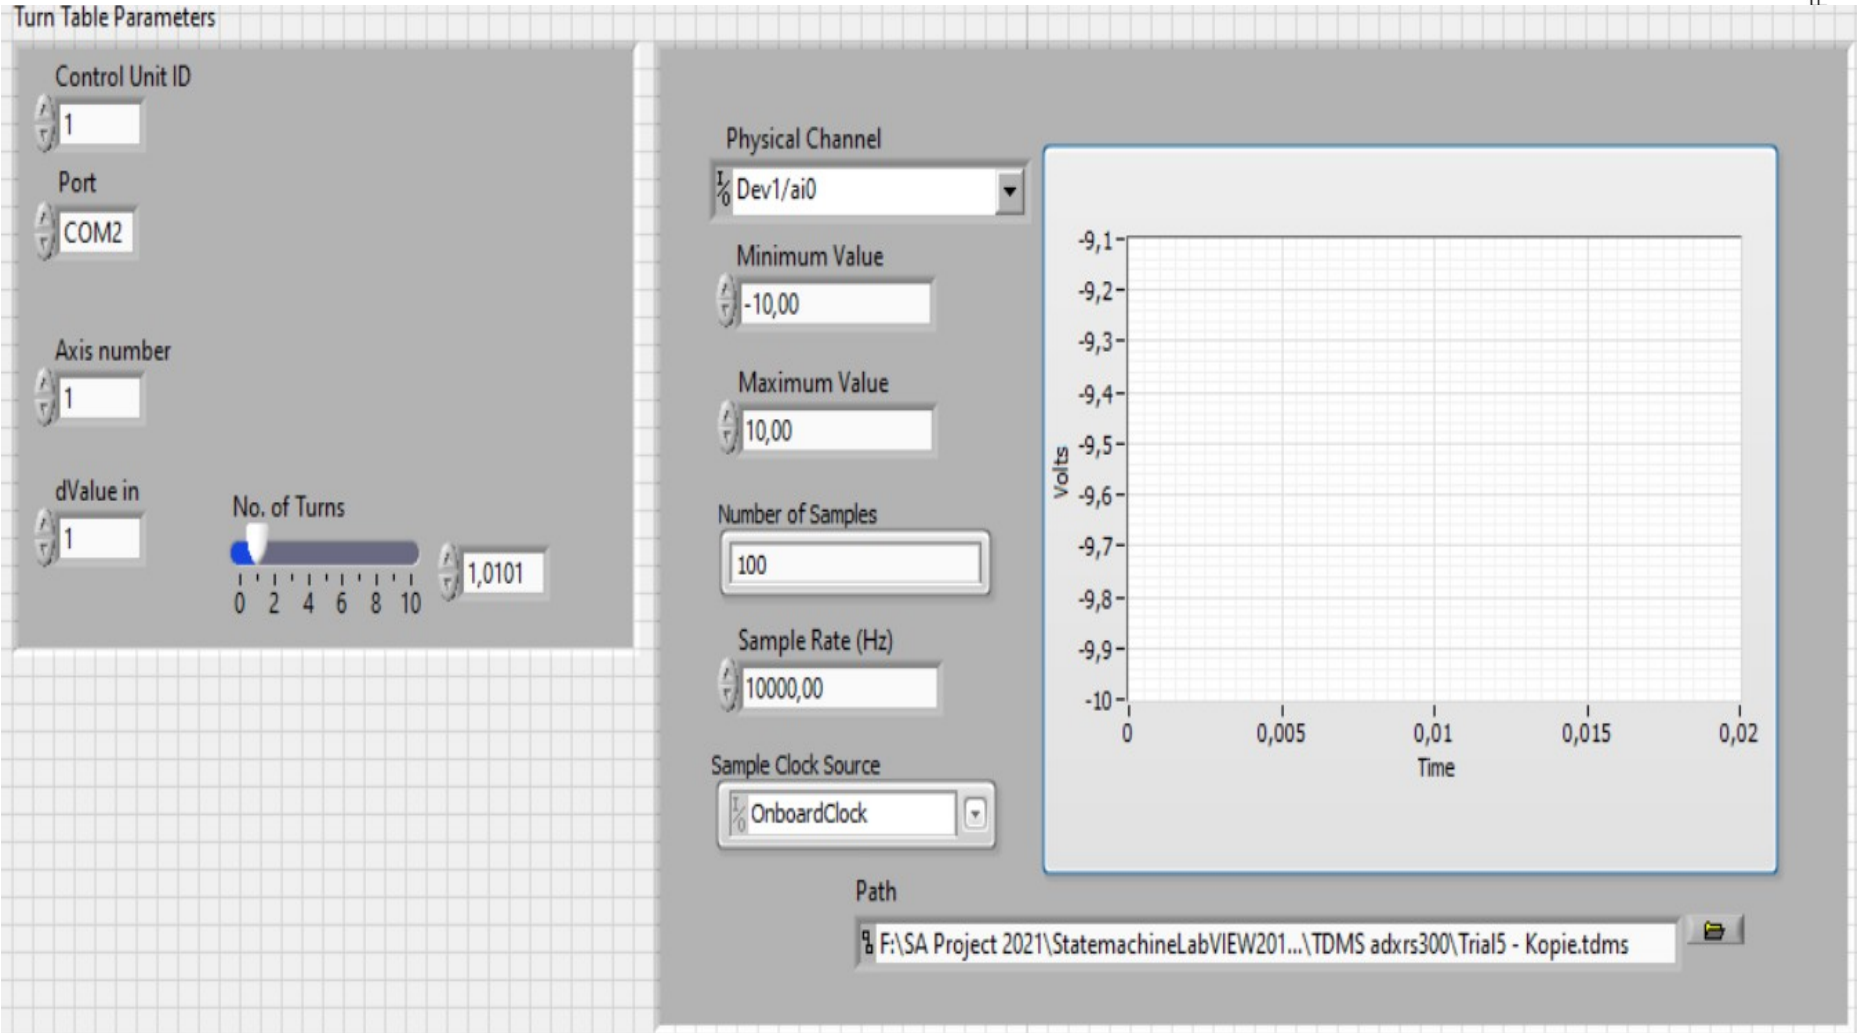 Turn Table Parameters
Control Unit ID
1
Port
COM2
Axis number
1
dValue in
1
No. of Turns
0 2 4 6 8 10
1,0101
Physical Channel
Dev1/ai0
Minimum Value
-10,00
Maximum Value
10,00
Number of Samples
100
Sample Rate (Hz)
10000,00
Sample Clock Source
OnboardClock
Volts
-9,1
-9,2
-9,3
-9,4
-9,5
-9,6
-9,7
-9,8
-9,9
-10
0 0,005 0,01 0,015 0,02
Time
Path
F:\SA Project 2021\StatemachineLabVIEW201...\TDMS adxrs300\Trial5 - Kopie.tdms